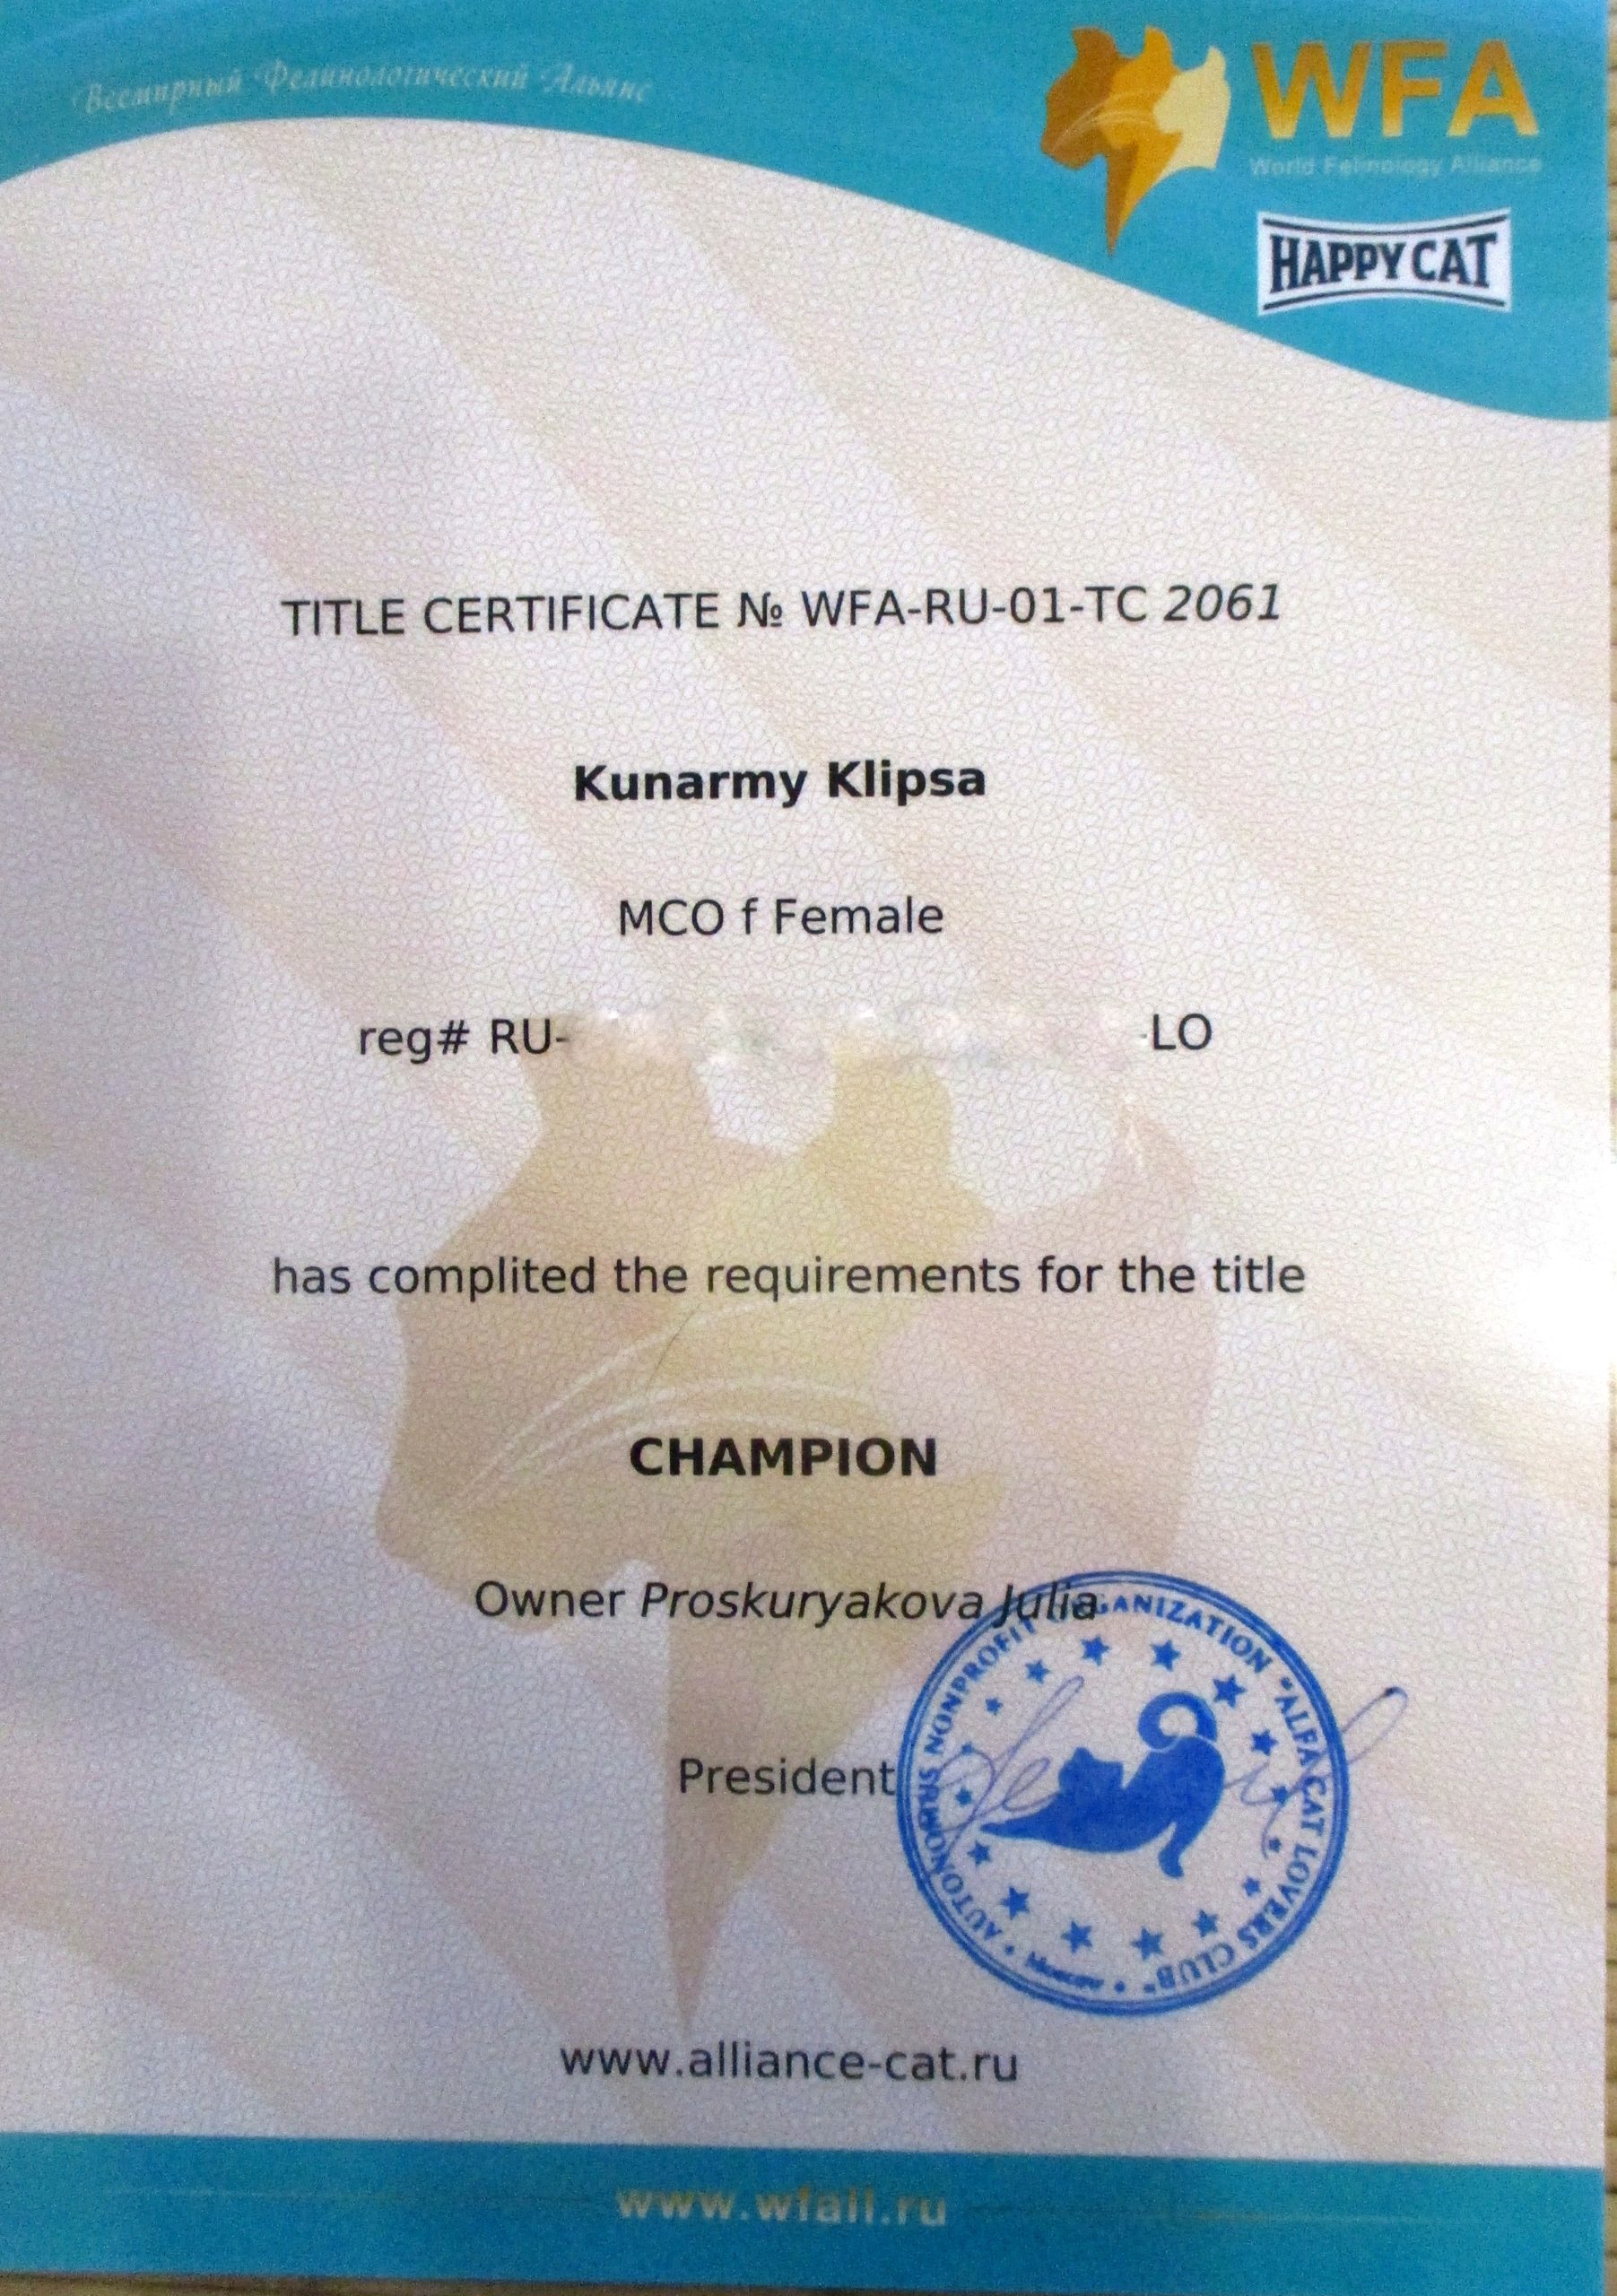 Всемирный Фелинологический Альянс
WFA
World Felinology Alliance
HAPPY CAT
TITLE CERTIFICATE № WFA-RU-01-TC 2061
Kunarmy Klipsa
MCO f Female
reg# RU- -LO
has complited the requirements for the title
CHAMPION
Owner Proskuryakova Julia
President
AUTONOMUS NONPROFIT ORGANIZATION "ALFA CAT LOVERS CLUB" • Moscow •
www.alliance-cat.ru
www.wfall.ru